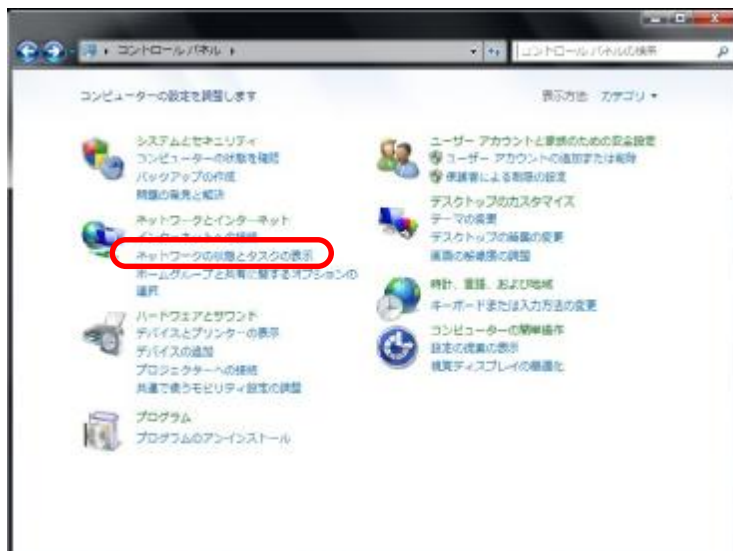 コントロール パネル
コントロール パネルの検索
コンピューターの設定を調整します
表示方法: カテゴリ
システムとセキュリティ
コンピューターの状態を確認
バックアップの作成
問題の発見と解決
ネットワークとインターネット
インターネットへの接続
ネットワークの状態とタスクの表示
ホームグループと共有に関するオプションの
選択
ハードウェアとサウンド
デバイスとプリンターの表示
デバイスの追加
プロジェクターへの接続
共通で使うモビリティ設定の調整
プログラム
プログラムのアンインストール
ユーザー アカウントと家族のための安全設定
ユーザー アカウントの追加または削除
保護者による制限の設定
デスクトップのカスタマイズ
テーマの変更
デスクトップの背景の変更
画面の解像度の調整
時計、言語、および地域
キーボードまたは入力方法の変更
コンピューターの簡単操作
設定の提案の表示
視覚ディスプレイの最適化